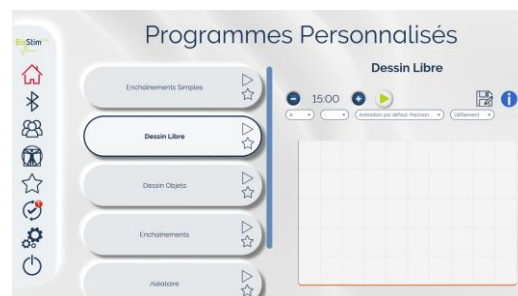 Programmes Personnalisés
BioStim
Enchainements Simples
Dessin Libre
Dessin Objets
Enchainements
Aléatoire
Dessin Libre
15:00
Animation par défaut Pacman
Défilement